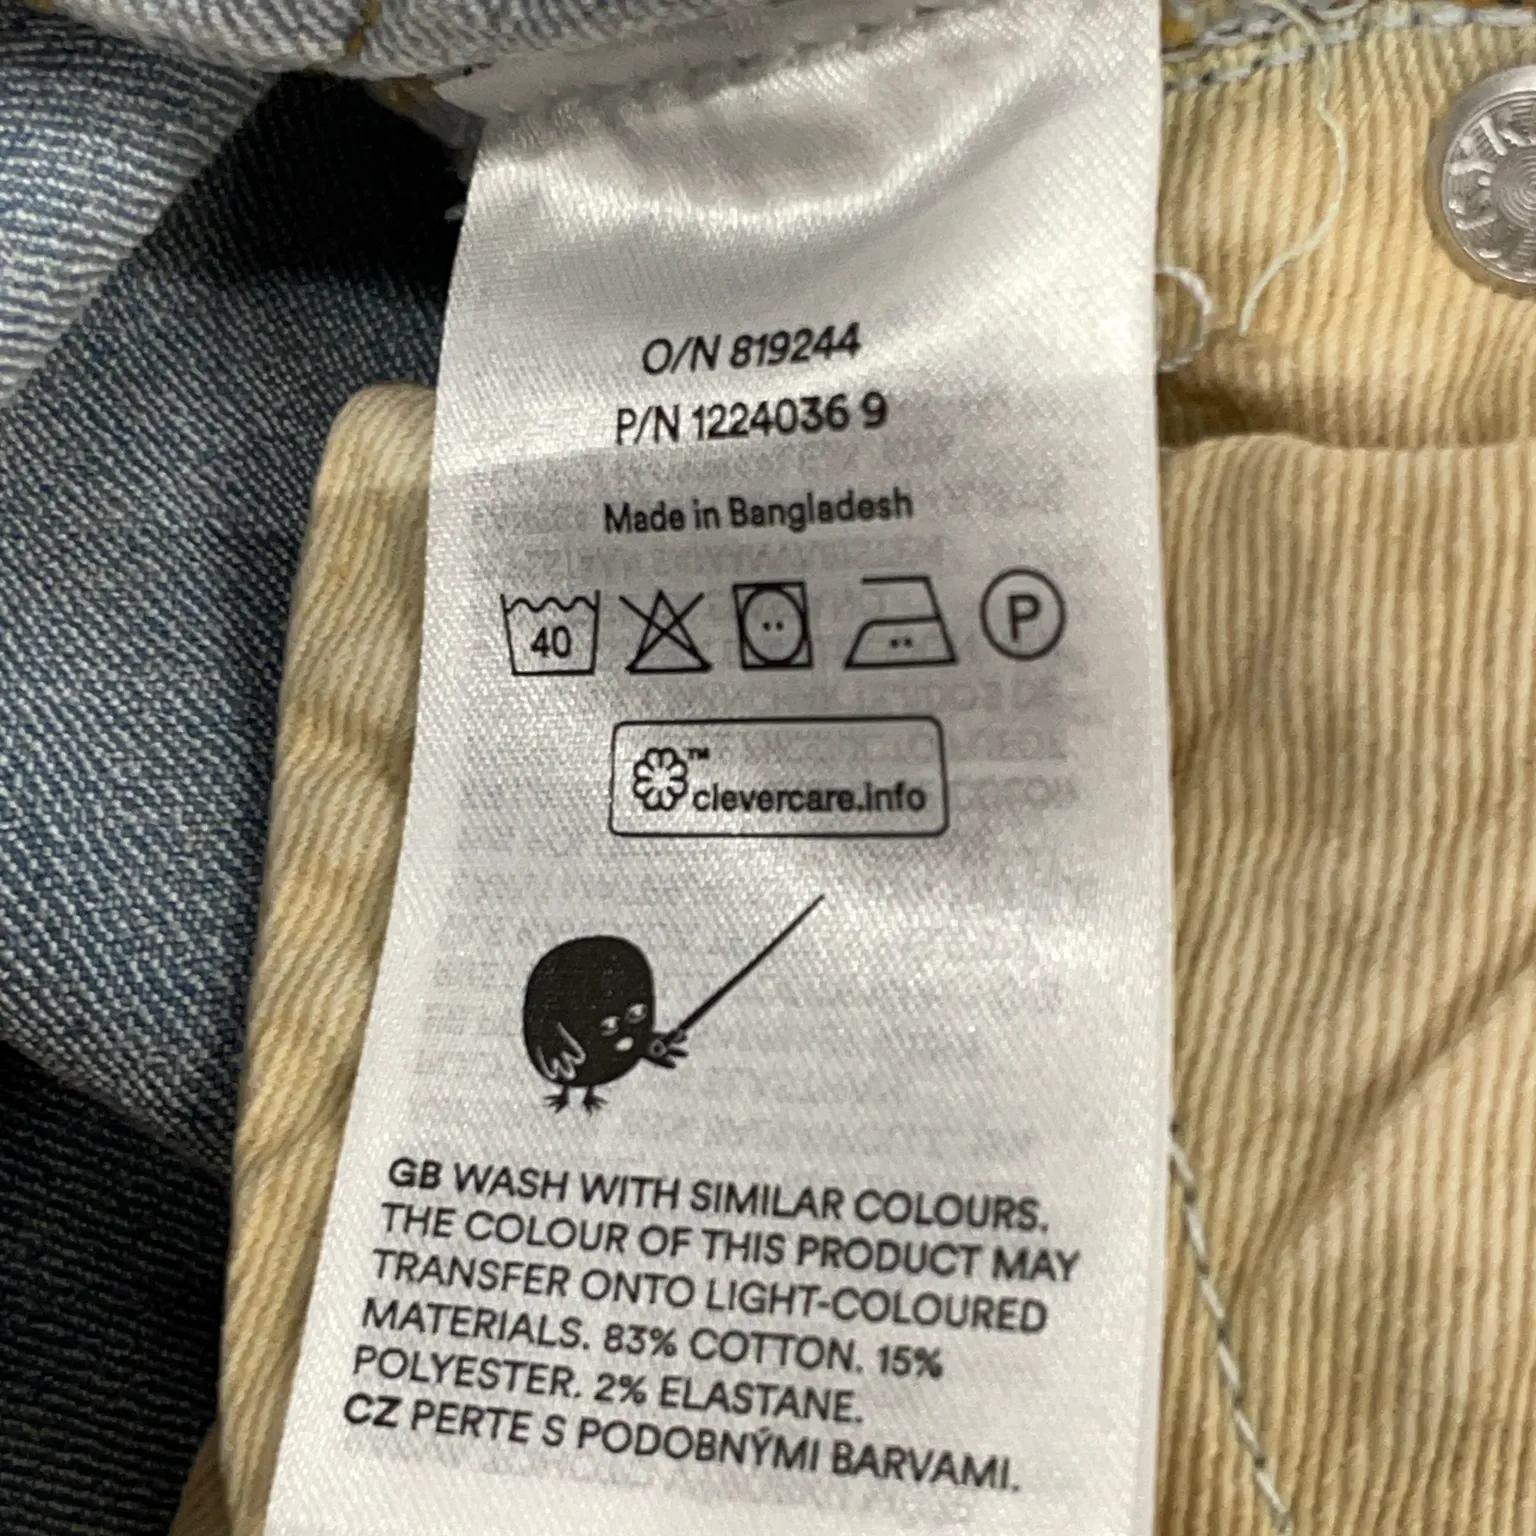 O/N 819244
P/N 1224036 9
Made in Bangladesh
40
P
™
clevercare.info
GB WASH WITH SIMILAR COLOURS.
THE COLOUR OF THIS PRODUCT MAY
TRANSFER ONTO LIGHT-COLOURED
MATERIALS. 83% COTTON. 15%
POLYESTER. 2% ELASTANE.
CZ PERTE S PODOBNÝMI BARVAMI.